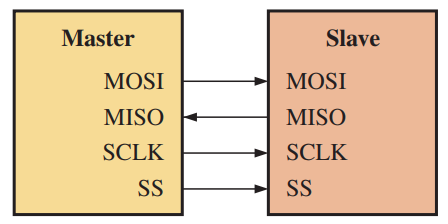 Master Slave
MOSI MOSI
MISO MISO
SCLK SCLK
SS SS